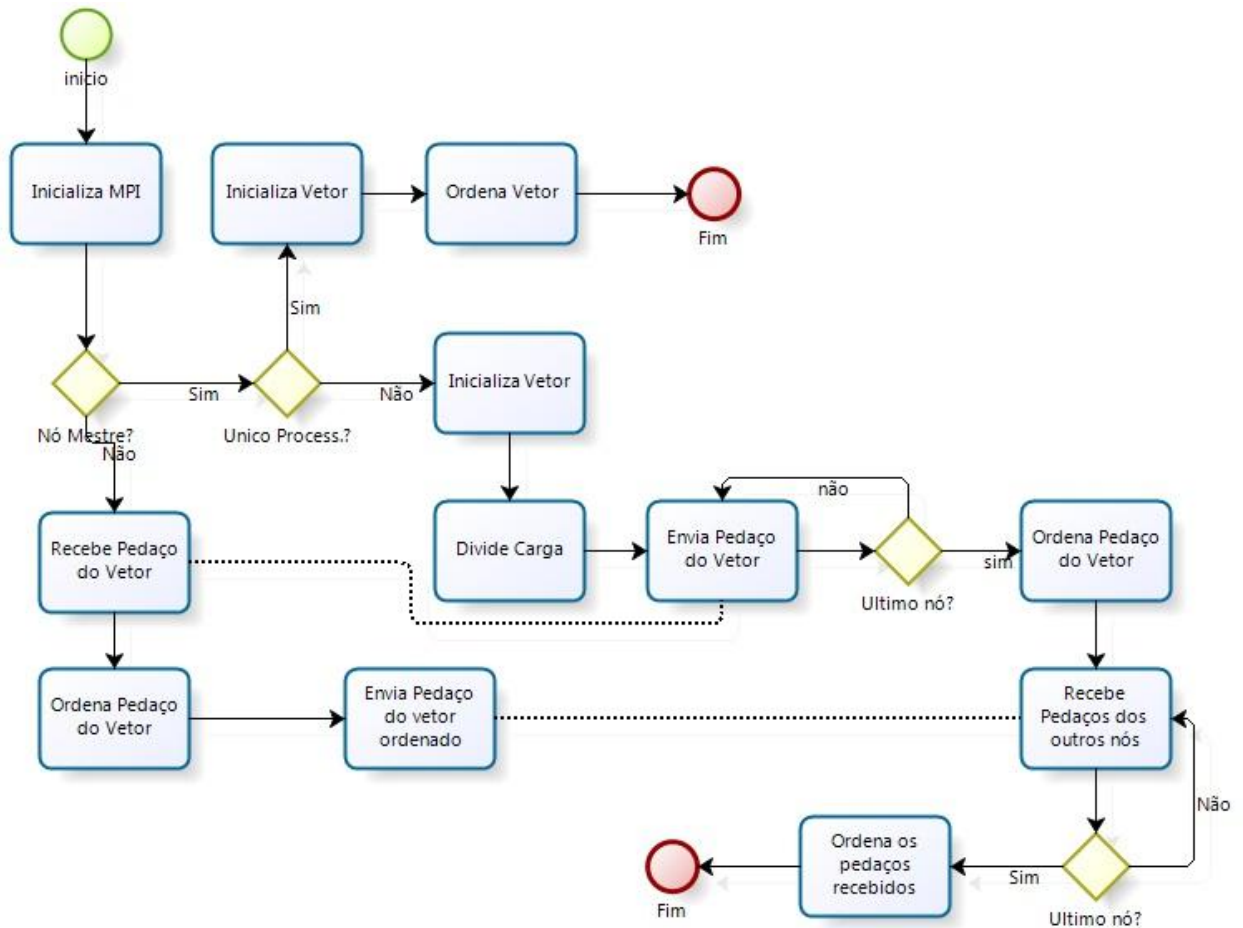 inicio
Inicializa MPI
Inicializa Vetor
Ordena Vetor
Fim
Sim
Nó Mestre?
Sim
Unico Process.?
Não
Inicializa Vetor
Não
Recebe Pedaço
do Vetor
Divide Carga
Envia Pedaço
do Vetor
não
Ultimo nó?
sim
Ordena Pedaço
do Vetor
Ordena Pedaço
do Vetor
Envia Pedaço
do vetor
ordenado
Recebe
Pedaços dos
outros nós
Não
Fim
Ordena os
pedaços
recebidos
Sim
Ultimo nó?